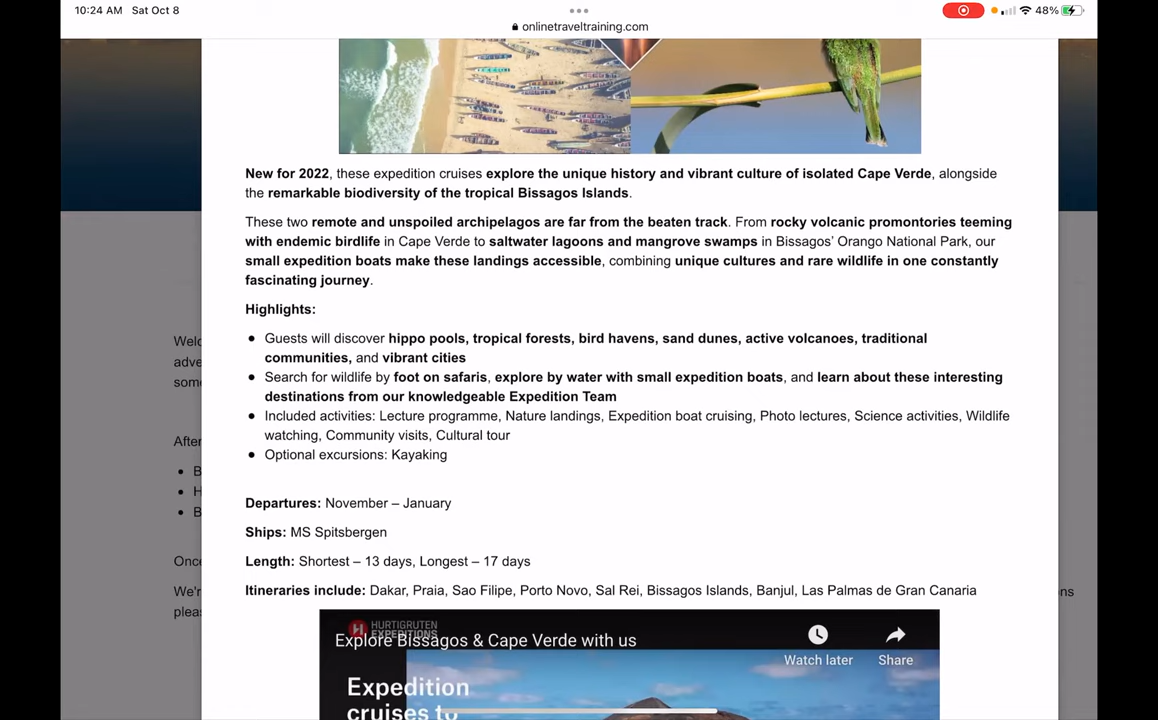 10:24 AM Sat Oct 8
48%
onlinetraveltraining.com
New for 2022, these expedition cruises explore the unique history and vibrant culture of isolated Cape Verde, alongside
the remarkable biodiversity of the tropical Bissagos Islands.
These two remote and unspoiled archipelagos are far from the beaten track. From rocky volcanic promontories teeming
with endemic birdlife in Cape Verde to saltwater lagoons and mangrove swamps in Bissagos' Orango National Park, our
small expedition boats make these landings accessible, combining unique cultures and rare wildlife in one constantly
fascinating journey.
Highlights:
● Guests will discover hippo pools, tropical forests, bird havens, sand dunes, active volcanoes, traditional
communities, and vibrant cities
● Search for wildlife by foot on safaris, explore by water with small expedition boats, and learn about these interesting
destinations from our knowledgeable Expedition Team
● Included activities: Lecture programme, Nature landings, Expedition boat cruising, Photo lectures, Science activities, Wildlife
watching, Community visits, Cultural tour
● Optional excursions: Kayaking
Departures: November – January
Ships: MS Spitsbergen
Length: Shortest – 13 days, Longest – 17 days
Itineraries include: Dakar, Praia, Sao Filipe, Porto Novo, Sal Rei, Bissagos Islands, Banjul, Las Palmas de Gran Canaria
HURTIGRUTEN
EXPEDITIONS
Explore Bissagos & Cape Verde with us
Watch later
Share
Expedition
cruises to
Welc
adve
som
After
● B
● H
● B
Once
We're
pleas
ns